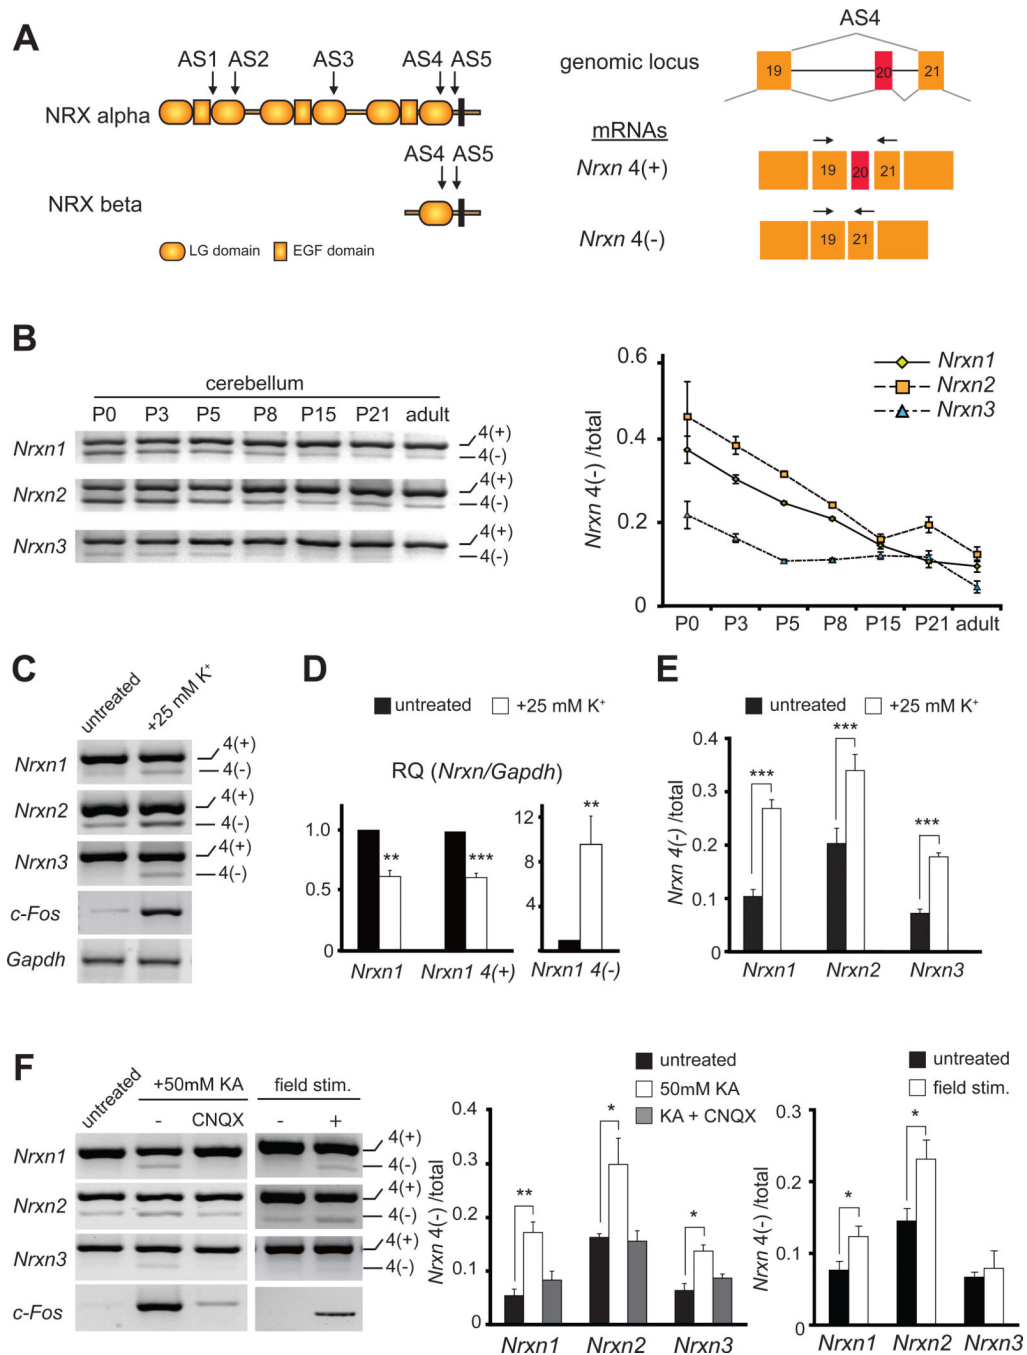 A
AS1 AS2 AS3 AS4 AS5
NRX alpha
AS4 AS5
NRX beta
LG domain EGF domain
AS4
genomic locus
19 20 21
mRNAs
Nrxn 4(+)
19 20 21
Nrxn 4(-)
19 21
B
cerebellum
P0 P3 P5 P8 P15 P21 adult
Nrxn1 4(+)
4(-)
Nrxn2 4(+)
4(-)
Nrxn3 4(+)
4(-)
Nrxn 4(-) /total
0.6
0.4
0.2
0
Nrxn1
Nrxn2
Nrxn3
P0 P3 P5 P8 P15 P21 adult
C
untreated +25 mM K+
Nrxn1 4(+)
4(-)
Nrxn2 4(+)
4(-)
Nrxn3 4(+)
4(-)
c-Fos
Gapdh
D
untreated +25 mM K+
RQ (Nrxn/Gapdh)
1.0
0.5
0
** ***
Nrxn1 Nrxn1 4(+)
12
8
4
**
Nrxn1 4(-)
E
untreated +25 mM K+
Nrxn 4(-) /total
0.4
0.3
0.2
0.1
0
*** *** ***
Nrxn1 Nrxn2 Nrxn3
F
untreated +50mM KA field stim.
- CNQX - +
Nrxn1 4(+)
4(-)
Nrxn2 4(+)
4(-)
Nrxn3 4(+)
4(-)
c-Fos
untreated
50mM KA
KA + CNQX
Nrxn 4(-) /total
0.4
0.3
0.2
0.1
0
** * *
Nrxn1 Nrxn2 Nrxn3
untreated
field stim.
Nrxn 4(-) /total
0.3
0.2
0.1
0
* *
Nrxn1 Nrxn2 Nrxn3